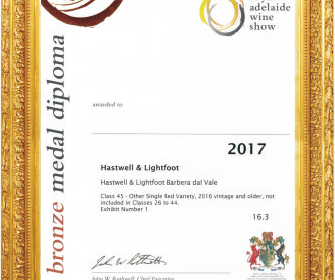 adelaide
wine
show
bronze medal diploma
awarded to
2017
Hastwell & Lightfoot
Hastwell & Lightfoot Barbera dal Vale
Class 45 - Other Single Red Variety, 2016 vintage and older, not
included in Classes 26 to 44.
Exhibit Number 1
16.3
John W. Rothwell, Chief Executive